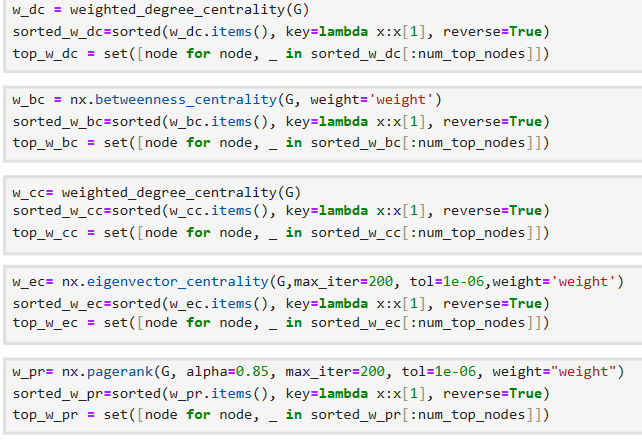 w_dc = weighted_degree_centrality(G)
sorted_w_dc=sorted(w_dc.items(), key=lambda x:x[1], reverse=True)
top_w_dc = set([node for node, _ in sorted_w_dc[:num_top_nodes]])
w_bc = nx.betweenness_centrality(G, weight='weight')
sorted_w_bc=sorted(w_bc.items(), key=lambda x:x[1], reverse=True)
top_w_bc = set([node for node, _ in sorted_w_bc[:num_top_nodes]])
w_cc= weighted_degree_centrality(G)
sorted_w_cc=sorted(w_cc.items(), key=lambda x:x[1], reverse=True)
top_w_cc = set([node for node, _ in sorted_w_cc[:num_top_nodes]])
w_ec= nx.eigenvector_centrality(G,max_iter=200, tol=1e-06,weight='weight')
sorted_w_ec=sorted(w_ec.items(), key=lambda x:x[1], reverse=True)
top_w_ec = set([node for node, _ in sorted_w_ec[:num_top_nodes]])
w_pr= nx.pagerank(G, alpha=0.85, max_iter=200, tol=1e-06, weight="weight")
sorted_w_pr=sorted(w_pr.items(), key=lambda x:x[1], reverse=True)
top_w_pr = set([node for node, _ in sorted_w_pr[:num_top_nodes]])